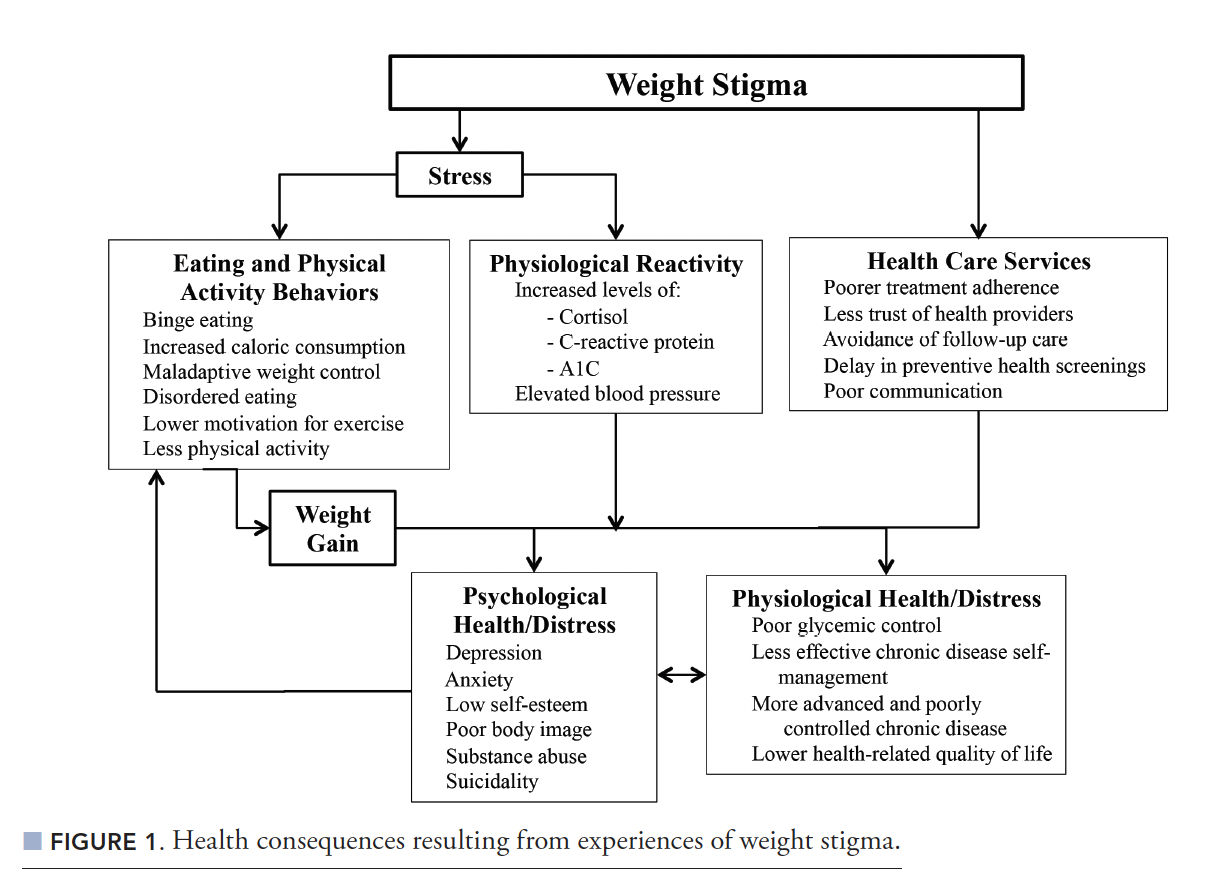 Weight Stigma
Stress
Eating and Physical
Activity Behaviors
Binge eating
Increased caloric consumption
Maladaptive weight control
Disordered eating
Lower motivation for exercise
Less physical activity
Physiological Reactivity
Increased levels of:
- Cortisol
- C-reactive protein
- A1C
Elevated blood pressure
Health Care Services
Poorer treatment adherence
Less trust of health providers
Avoidance of follow-up care
Delay in preventive health screenings
Poor communication
Weight
Gain
Psychological
Health/Distress
Depression
Anxiety
Low self-esteem
Poor body image
Substance abuse
Suicidality
Physiological Health/Distress
Poor glycemic control
Less effective chronic disease self-
management
More advanced and poorly
controlled chronic disease
Lower health-related quality of life
FIGURE 1. Health consequences resulting from experiences of weight stigma.